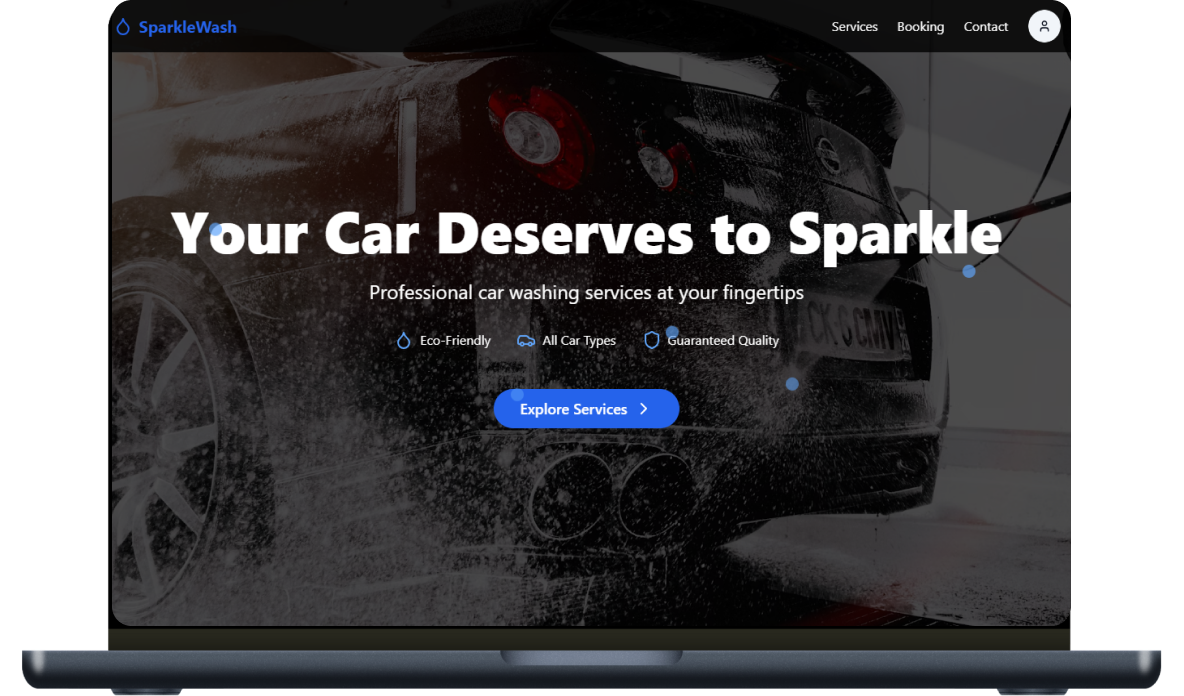 SparkleWash
Services Booking Contact
Your Car Deserves to Sparkle
Professional car washing services at your fingertips
Eco-Friendly All Car Types Guaranteed Quality
Explore Services